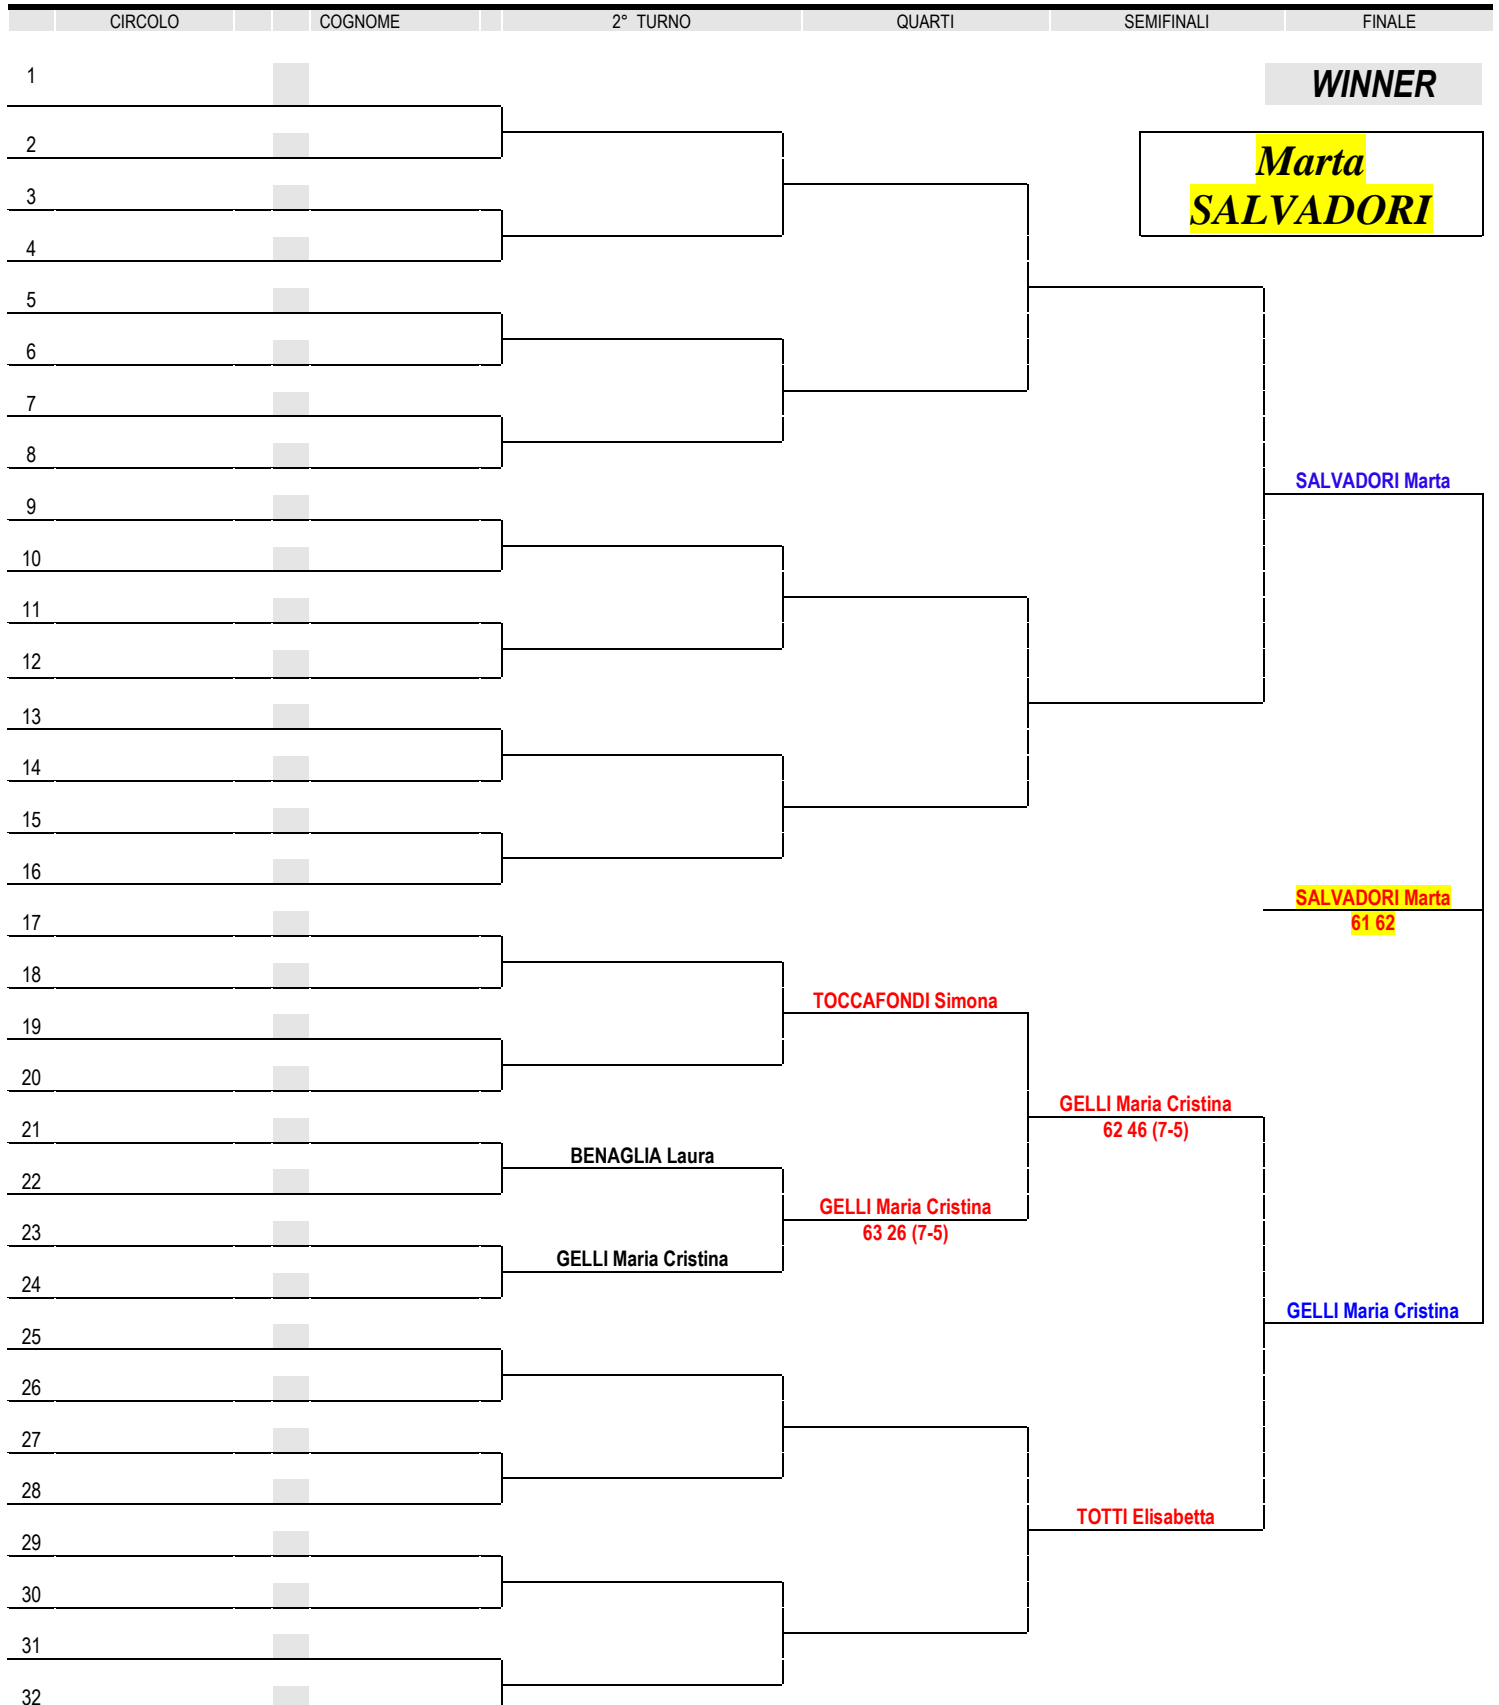 CIRCOLO COGNOME 2° TURNO QUARTI SEMIFINALI FINALE
1
WINNER
2
Marta
3
SALVADORI
4
5
6
7
8
SALVADORI Marta
9
10
11
12
13
14
15
16
SALVADORI Marta
17
61 62
18
TOCCAFONDI Simona
19
20
GELLI Maria Cristina
21
62 46 (7-5)
BENAGLIA Laura
22
GELLI Maria Cristina
23
63 26 (7-5)
GELLI Maria Cristina
24
GELLI Maria Cristina
25
26
27
28
TOTTI Elisabetta
29
30
31
32